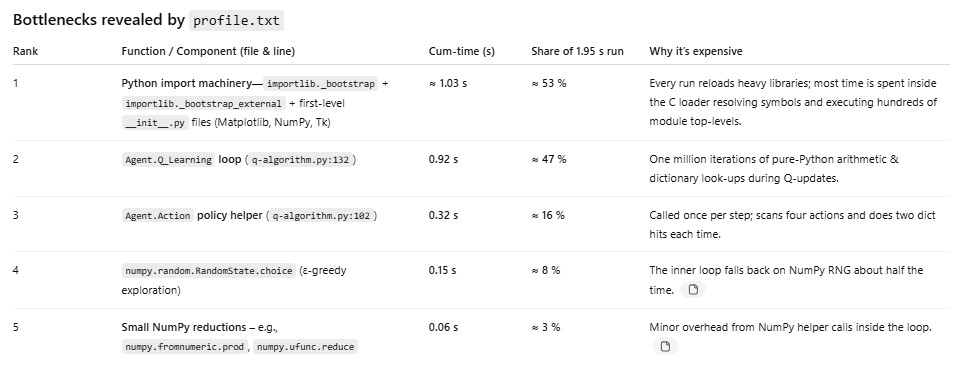 Bottlenecks revealed by profile.txt
Rank Function / Component (file & line) Cum-time (s) Share of 1.95 s run Why it's expensive
1 Python import machinery— importlib._bootstrap + ≈ 1.03 s ≈ 53 % Every run reloads heavy libraries; most time is spent inside
importlib._bootstrap_external + first-level the C loader resolving symbols and executing hundreds of
__init__.py files (Matplotlib, NumPy, Tk) module top-levels.
2 Agent.Q_Learning loop ( q-algorithm.py:132 ) 0.92 s ≈ 47 % One million iterations of pure-Python arithmetic &
dictionary look-ups during Q-updates.
3 Agent.Action policy helper ( q-algorithm.py:102 ) 0.32 s ≈ 16 % Called once per step; scans four actions and does two dict
hits each time.
4 numpy.random.RandomState.choice (ε-greedy 0.15 s ≈ 8 % The inner loop falls back on NumPy RNG about half the
exploration) time.
5 Small NumPy reductions – e.g., 0.06 s ≈ 3 % Minor overhead from NumPy helper calls inside the loop.
numpy.fromnumeric.prod , numpy.ufunc.reduce